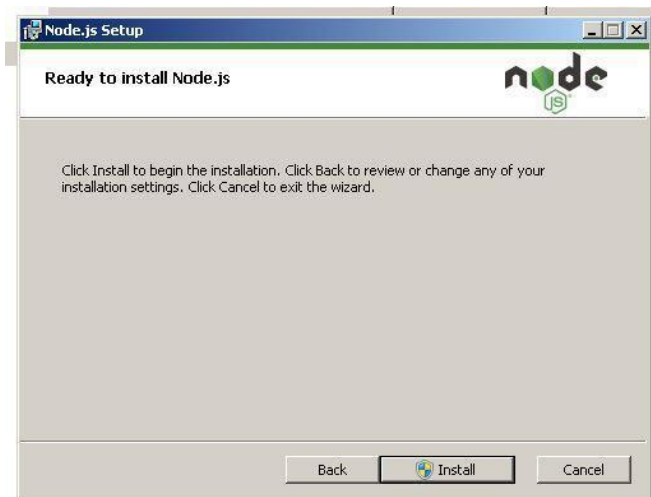 Node.js Setup
Ready to install Node.js
node
JS
Click Install to begin the installation. Click Back to review or change any of your
installation settings. Click Cancel to exit the wizard.
Back Install Cancel